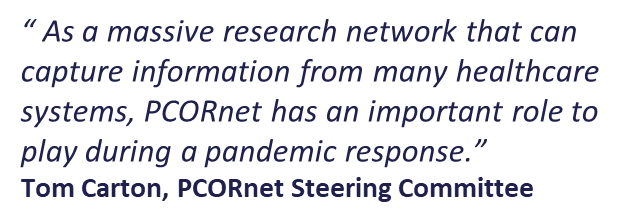 “ As a massive research network that can
capture information from many healthcare
systems, PCORnet has an important role to
play during a pandemic response.”
Tom Carton, PCORnet Steering Committee